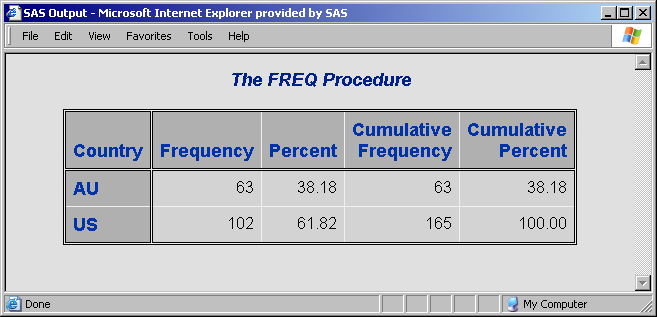 SAS Output - Microsoft Internet Explorer provided by SAS
File Edit View Favorites Tools Help
The FREQ Procedure
Country Frequency Percent Cumulative Frequency Cumulative Percent
AU 63 38.18 63 38.18
US 102 61.82 165 100.00
Done My Computer